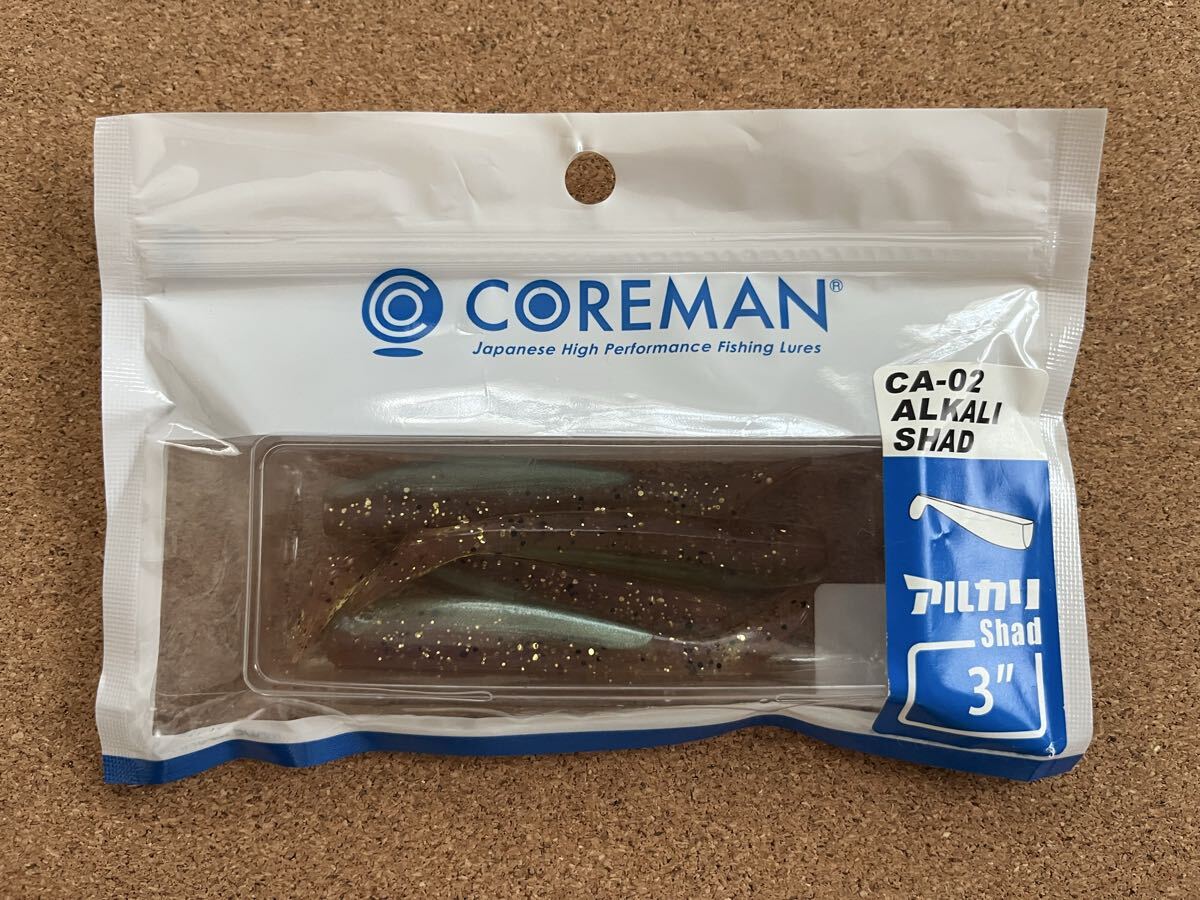 COREMAN®
Japanese High Performance Fishing Lures
CA-02
ALKALI
SHAD
アルカリ
Shad
3"